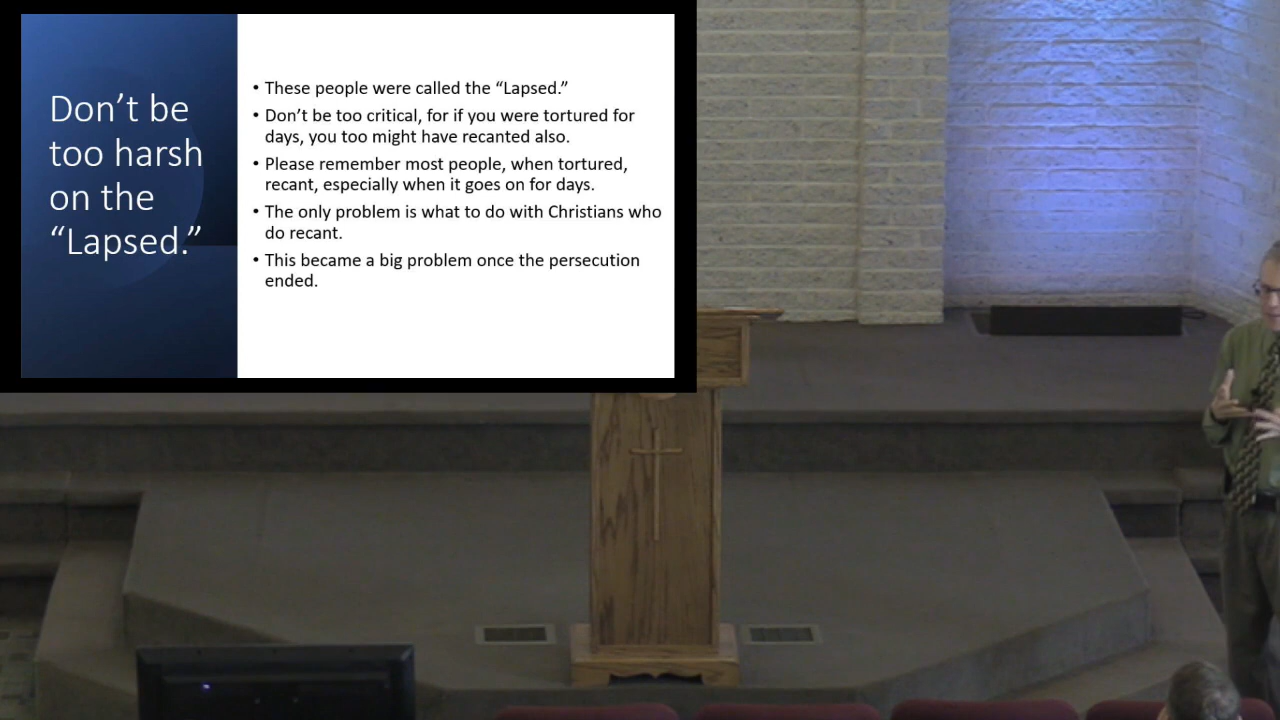 Don’t be
too harsh
on the
“Lapsed.”
• These people were called the “Lapsed.”
• Don’t be too critical, for if you were tortured for
days, you too might have recanted also.
• Please remember most people, when tortured,
recant, especially when it goes on for days.
• The only problem is what to do with Christians who
do recant.
• This became a big problem once the persecution
ended.